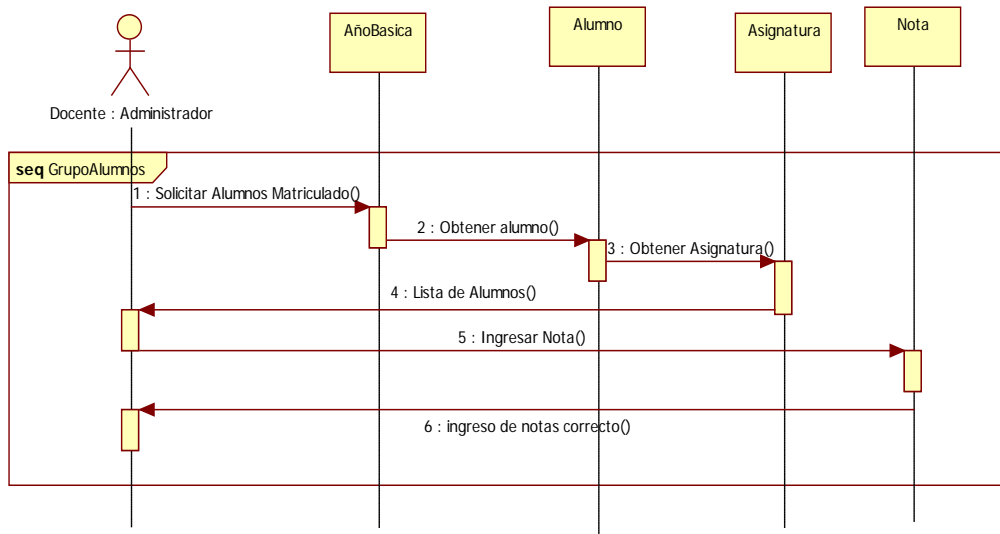 AñoBasica
Alumno
Asignatura
Nota
Docente : Administrador
seq GrupoAlumnos
1 : Solicitar Alumnos Matriculado()
2 : Obtener alumno()
3 : Obtener Asignatura()
4 : Lista de Alumnos()
5 : Ingresar Nota()
6 : ingreso de notas correcto()